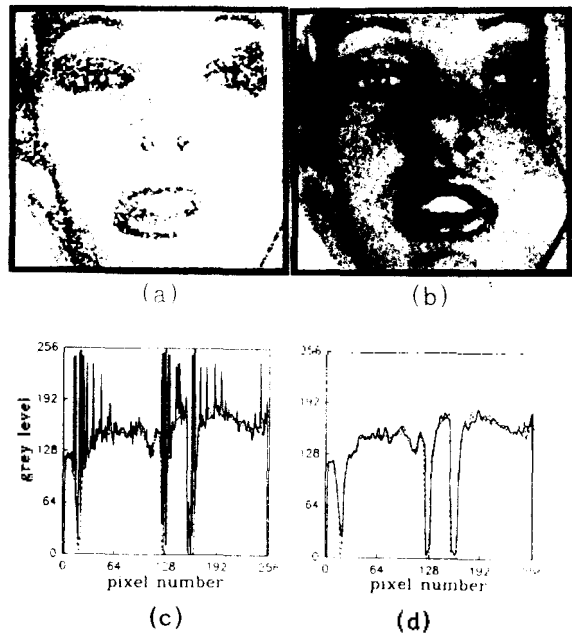 (a) (b)
256 256
192 192
grey level
128 128
64 64
0 0
0 64 128 192 256 0 64 128 192
pixel number pixel number
(c) (d)